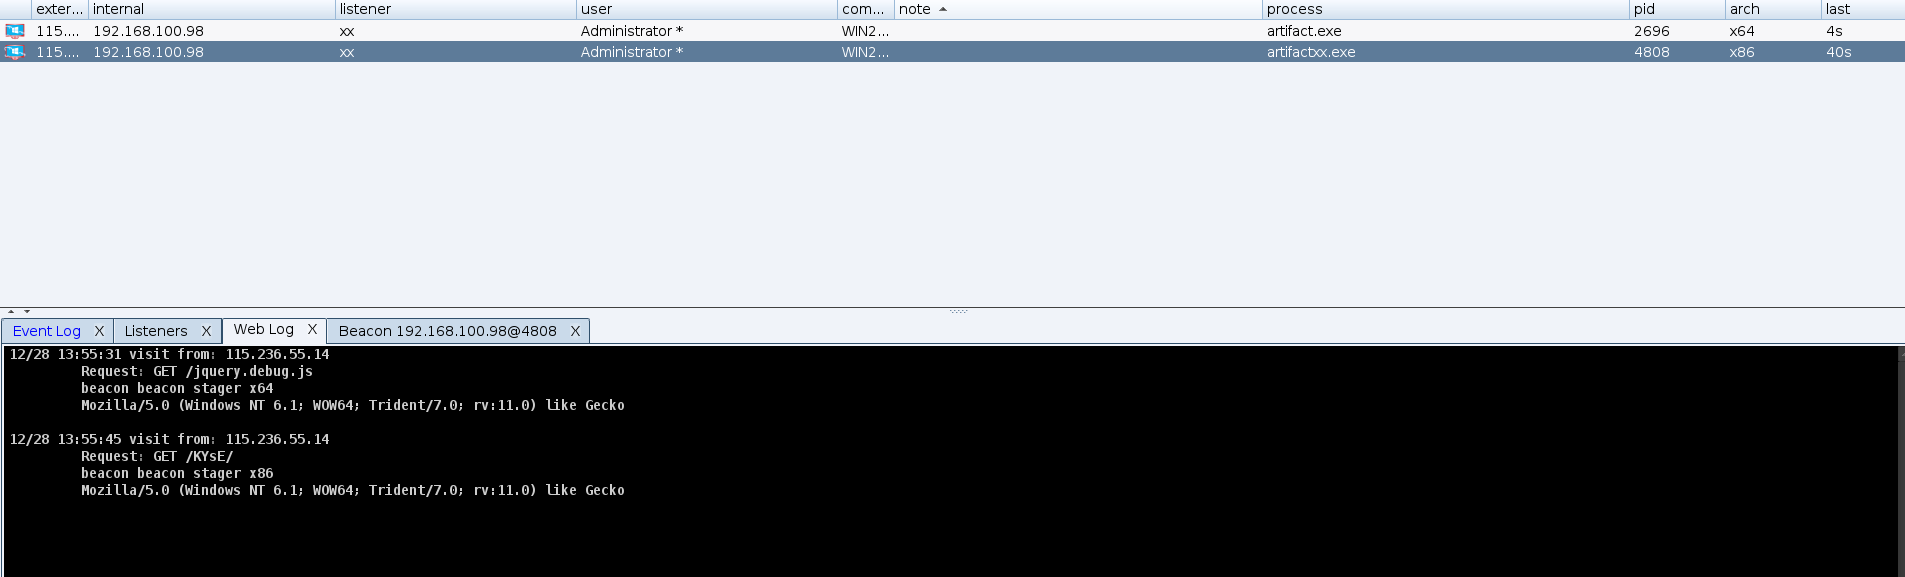 exter... internal listener user com... note process pid arch last
115.... 192.168.100.98 xx Administrator * WIN2... artifact.exe 2696 x64 4s
115.... 192.168.100.98 xx Administrator * WIN2... artifactxx.exe 4808 x86 40s
Event Log X Listeners X Web Log X Beacon 192.168.100.98@4808 X
12/28 13:55:31 visit from: 115.236.55.14
Request: GET /jquery.debug.js
beacon beacon stager x64
Mozilla/5.0 (Windows NT 6.1; WOW64; Trident/7.0; rv:11.0) like Gecko
12/28 13:55:45 visit from: 115.236.55.14
Request: GET /KYsE/
beacon beacon stager x86
Mozilla/5.0 (Windows NT 6.1; WOW64; Trident/7.0; rv:11.0) like Gecko